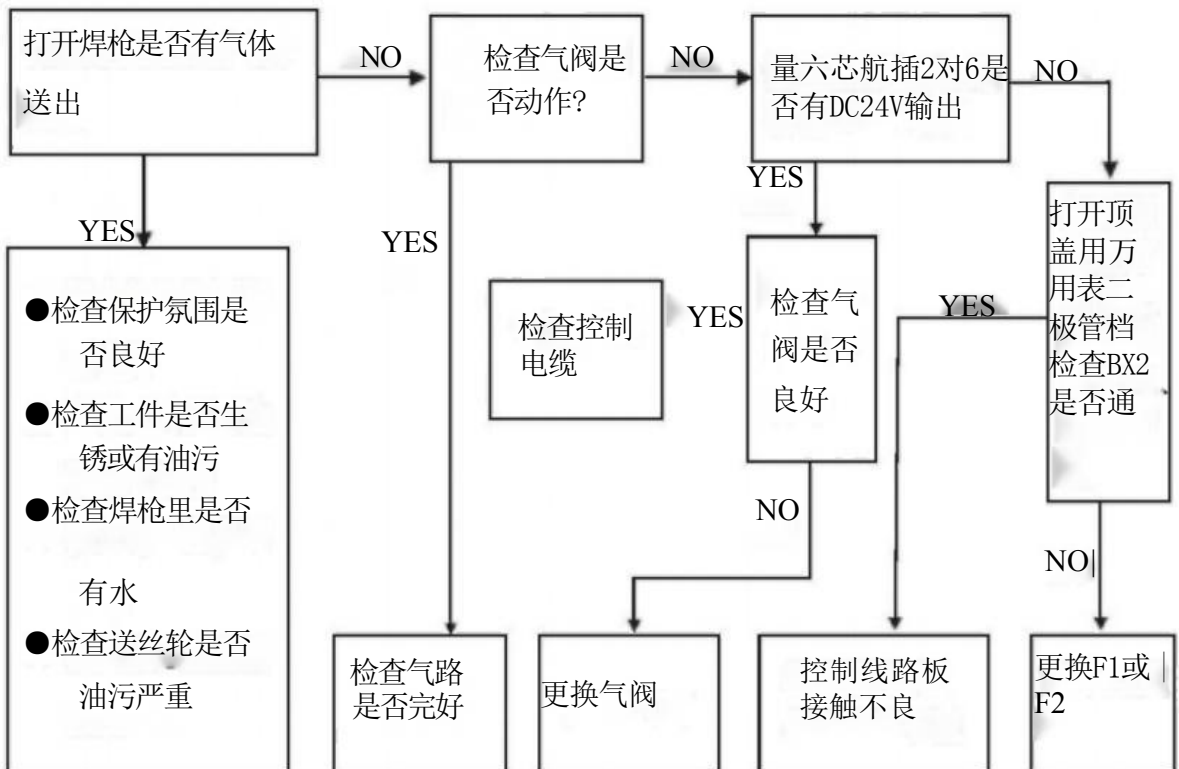 打开焊枪是否有气体
送出
NO
检查气阀是
否动作?
NO
量六芯航插2对6是
否有DC24V输出
NO
YES
●检查保护氛围是
否良好
●检查工件是否生
锈或有油污
●检查焊枪里是否
有水
●检查送丝轮是否
油污严重
YES
检查气路
是否完好
YES
检查气
阀是否
良好
YES
检查控制
电缆
NO
更换气阀
打开顶
盖用万
用表二
极管档
检查BX2
是否通
YES
控制线路板
接触不良
NO
更换F1或
F2